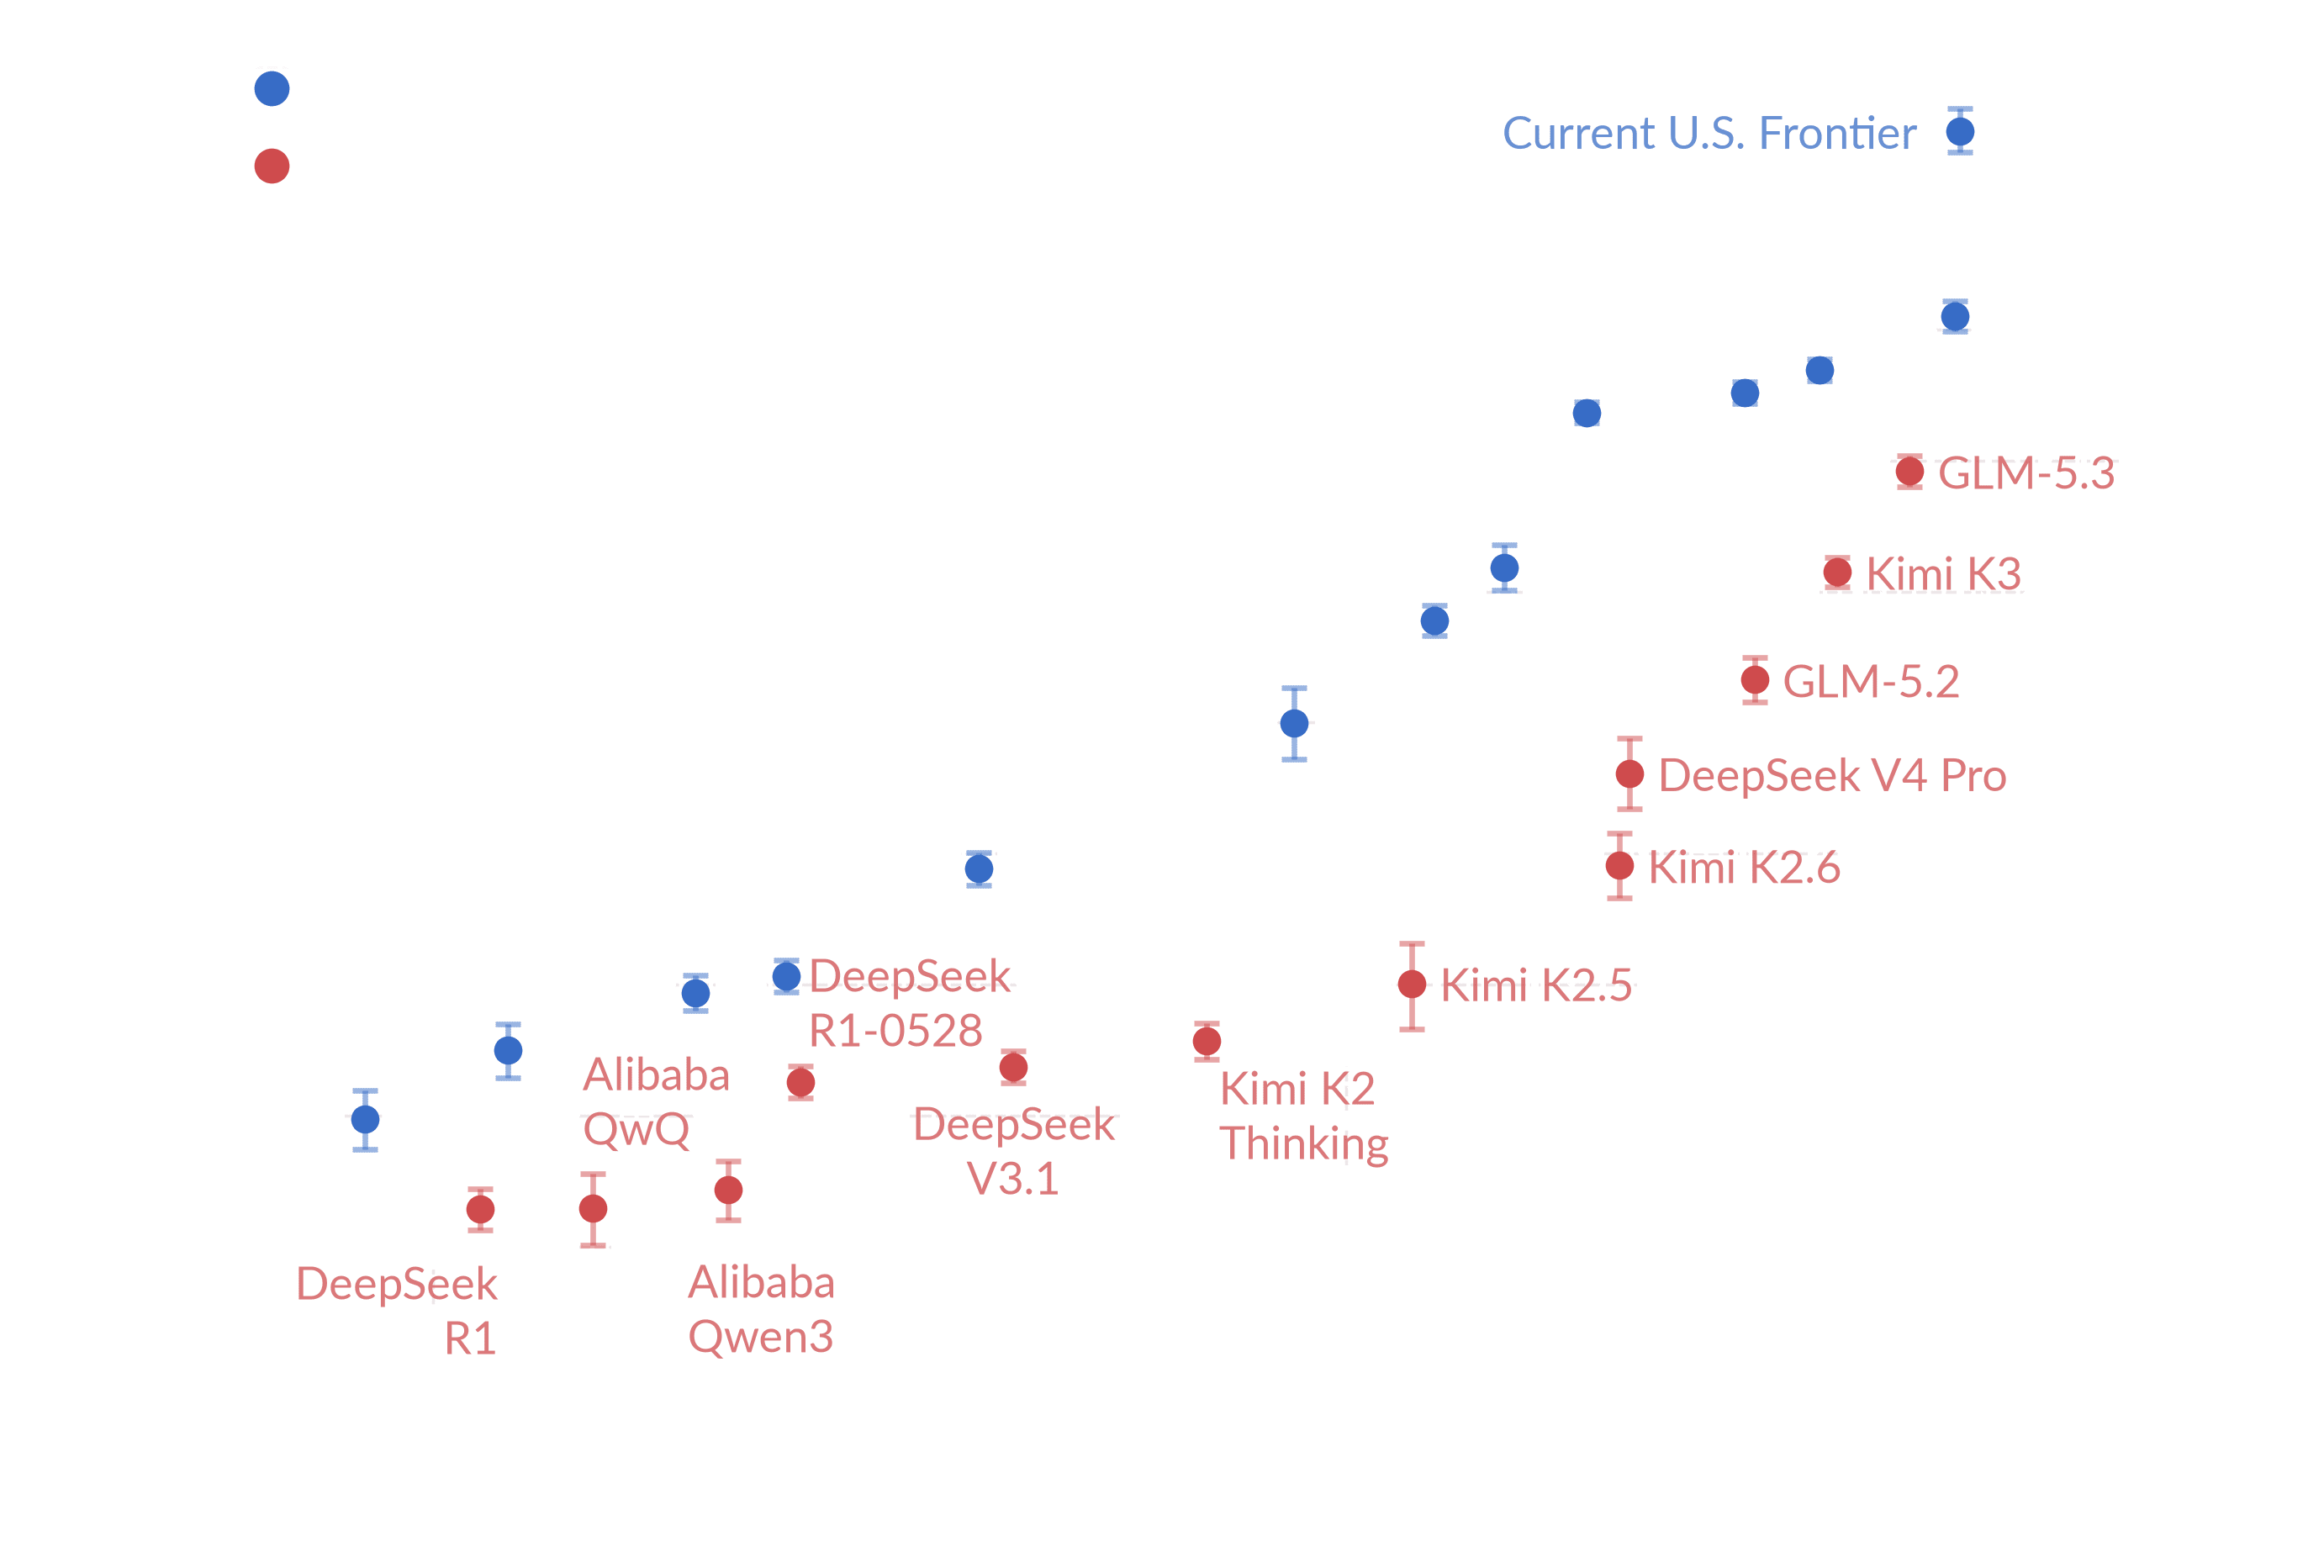 Current U.S. Frontier
GLM-5.3
Kimi K3
GLM-5.2
DeepSeek V4 Pro
Kimi K2.6
DeepSeek
R1-0528
Kimi K2.5
Alibaba
QwQ
Kimi K2
Thinking
DeepSeek
V3.1
DeepSeek
R1
Alibaba
Qwen3